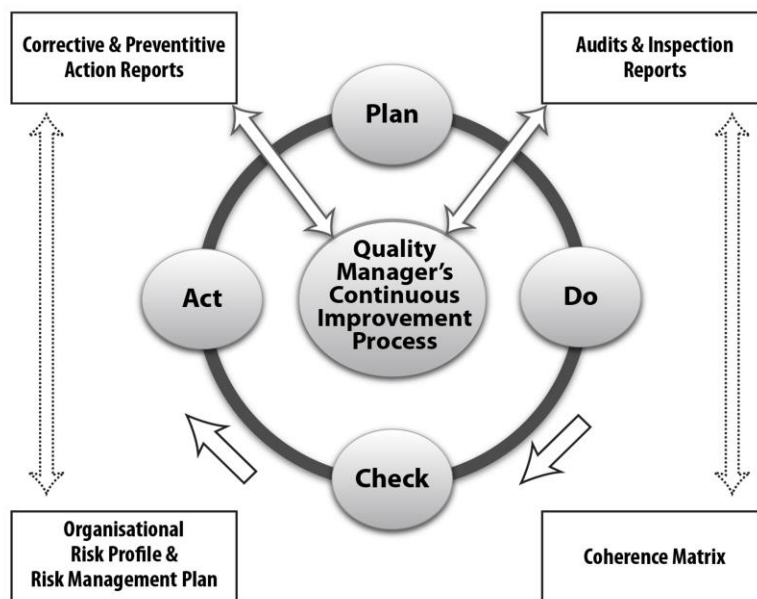 Corrective & Preventitive
Action Reports
Audits & Inspection
Reports
Plan
Quality
Manager's
Continuous
Improvement
Process
Act
Do
Check
Organisational
Risk Profile &
Risk Management Plan
Coherence Matrix